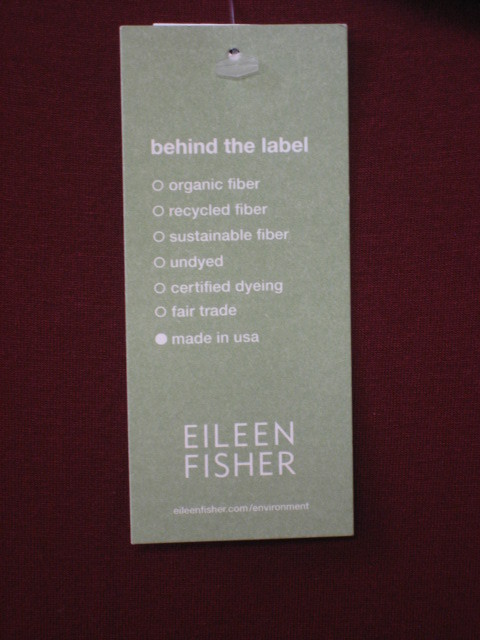 behind the label
organic fiber
recycled fiber
sustainable fiber
undyed
certified dyeing
fair trade
made in usa
EILEEN
FISHER
eileenfisher.com/environment